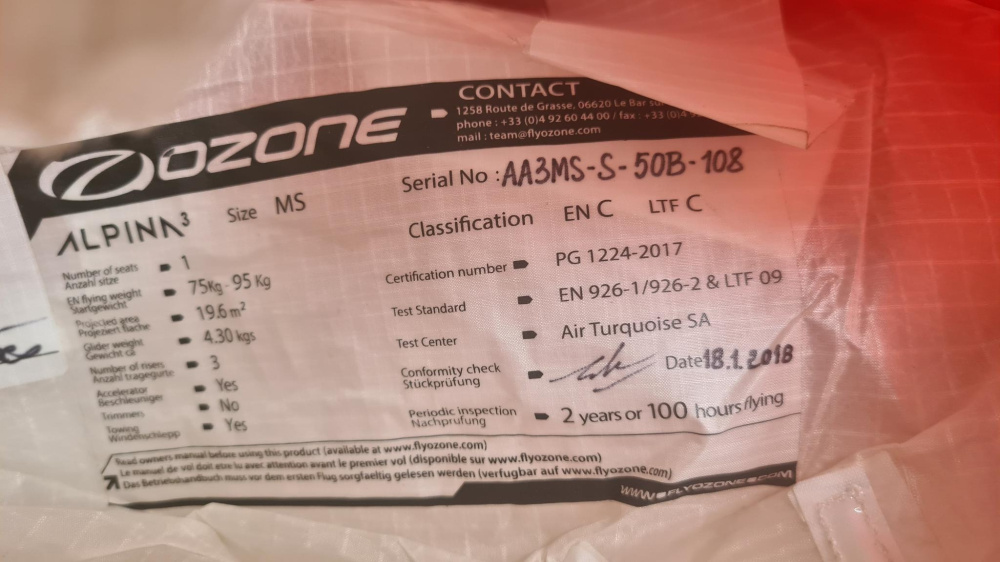 OZONE
CONTACT
1258 Route de Grasse, 06620 Le Bar
phone : +33 (0)4 92 60 44 00 / fax : +33 (0)4
mail : team@flyozone.com
ALPINA³ Size MS
Number of seats 1
Anzahl sitze
EN flying weight 75Kg - 95 Kg
Startgewicht
Projected area 19.6 m²
Projeziert fläche
Glider weight 4.30 kgs
Gewicht
Number of risers 3
Anzahl tragegurte
Accelerator Yes
Beschleuniger
Trimmers No
Towing Yes
Windenschlepp
Serial No : AA3MS-S-50B-108
Classification EN C LTF C
Certification number PG 1224-2017
Test Standard EN 926-1/926-2 & LTF 09
Test Center Air Turquoise SA
Conformity check Date 18.1.2018
Stückprüfung
Periodic inspection 2 years or 100 hours flying
Nachprüfung
Read owners manual before using this product (available at www.flyozone.com)
Le manuel de vol doit etre lu avec attention avant le premier vol (disponible sur www.flyozone.com)
Das Betriebshandbuch muss vor dem ersten Flug sorgfaeltig gelesen werden (verfugbar auf www.flyozone.com)
WWW.FLYOZONE.COM